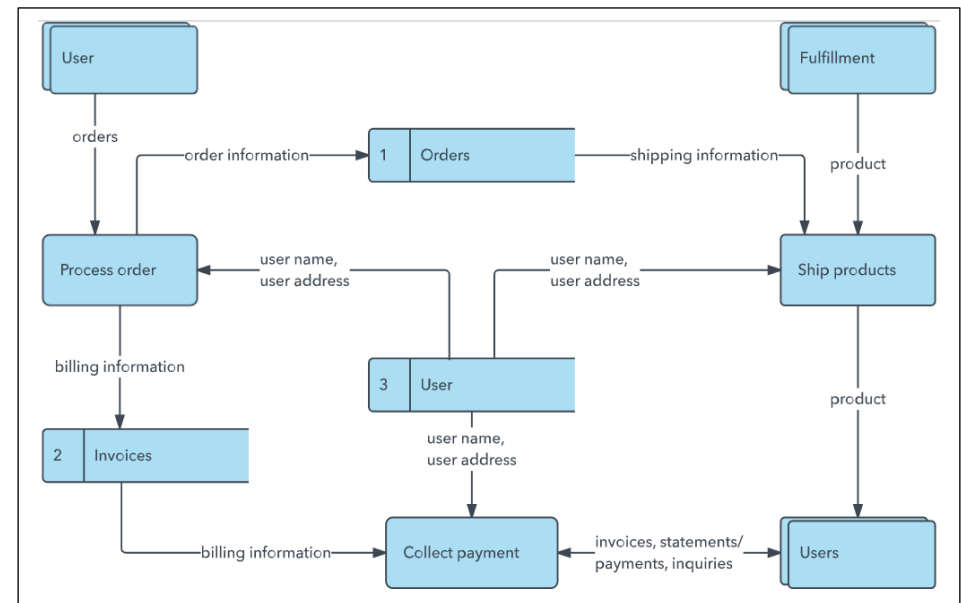 User
Fulfillment
orders
order information
1 Orders
shipping information
product
Process order
user name,
user address
user name,
user address
Ship products
billing information
3 User
product
2 Invoices
user name,
user address
billing information
Collect payment
invoices, statements/
payments, inquiries
Users